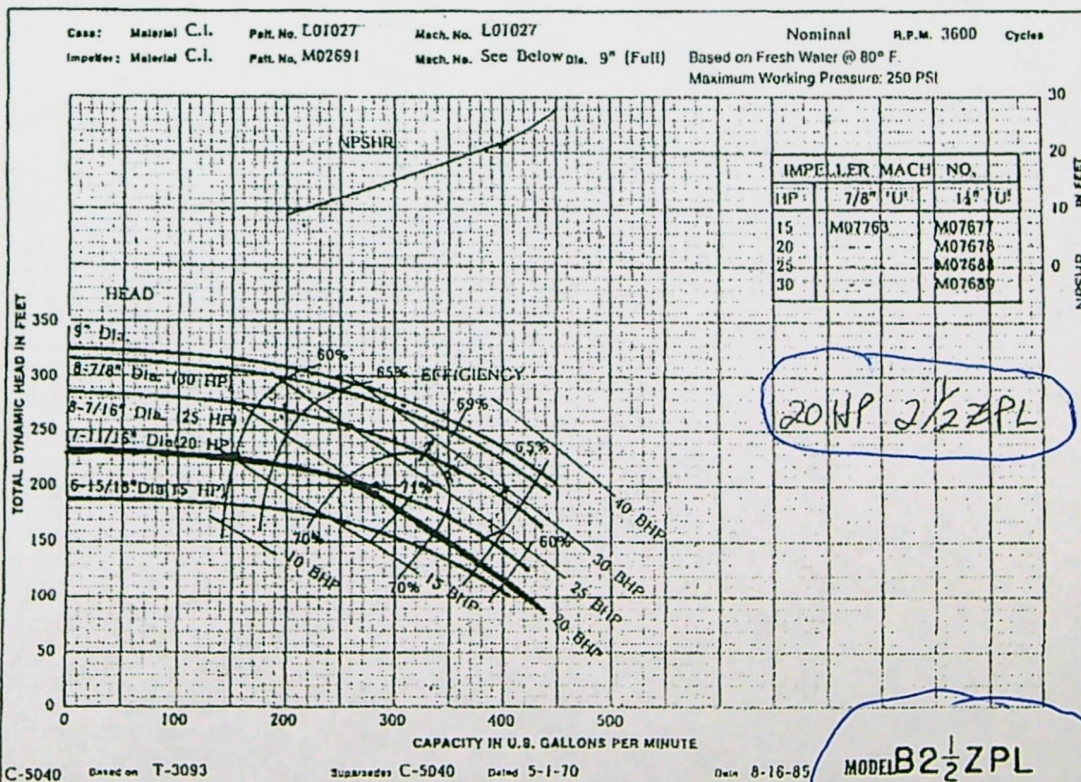 Case: Material C.I. Patt. No. L01027 Mach. No. L01027 Nominal R.P.M. 3600 Cycles
Impeller: Material C.I. Patt. No. M02691 Mach. No. See Below Dia. 9" (Full) Based on Fresh Water @ 80° F.
Maximum Working Pressure: 250 PSI
30
NPSHR
20
IMPELLER MACH NO.
HP 7/8" 'U' 1¼" 'U'
10
15 M07763 M07677
20 -- M07678
25 -- M07688
30 -- M07689
0
NPSHR IN FEET
HEAD
TOTAL DYNAMIC HEAD IN FEET
350
9" Dia.
60%
8-7/8" Dia. (30 HP)
65% EFFICIENCY
300
8-7/16" Dia. 25 HP)
69%
20 HP 2 1/2 ZPL
250
7-11/16" Dia(20 HP)
65%
200
6-15/16"Dia(15 HP)
71%
40 BHP
150
70%
60%
10 BHP
30 BHP
15 BHP
70%
25 BHP
100
20 BHP
50
0
0 100 200 300 400 500
CAPACITY IN U.S. GALLONS PER MINUTE
C-5040 Based on T-3093 Supersedes C-5040 Dated 5-1-70 Date 8-16-85 MODEL B2½ZPL